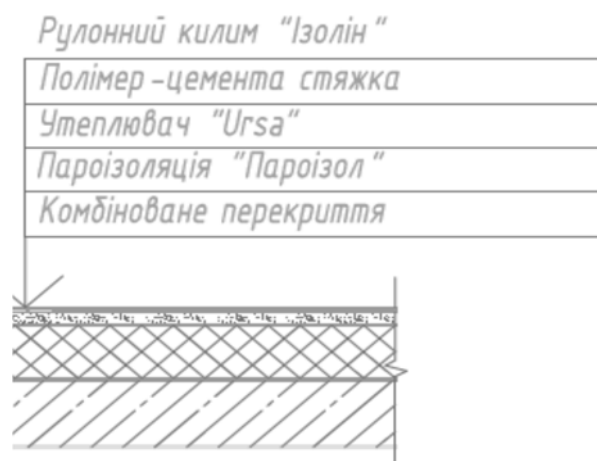 Рулонний килим "Ізолін"
Полімер-цемента стяжка
Утеплювач "Ursa"
Пароізоляція "Пароізол"
Комбіноване перекриття